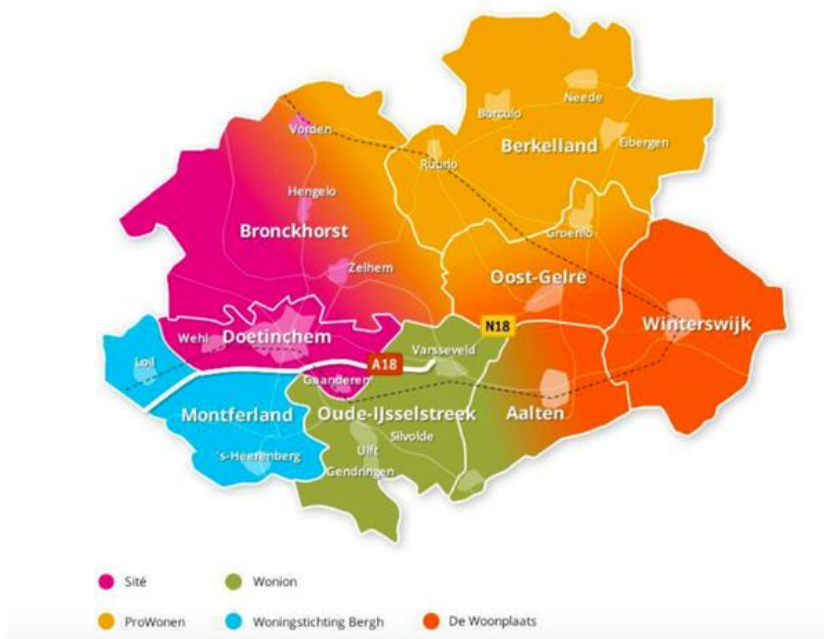 Neede
Borculo
Vorden
Berkelland
Eibergen
Ruurlo
Hengelo
Bronckhorst
Groenlo
Zelhem
Oost-Gelre
Winterswijk
N18
Wehl
Doetinchem
Varsseveld
Loil
A18
Gaanderen
Montferland
Oude-IJsselstreek
Aalten
Silvolde
's-Heerenberg
Ulft
Gendringen
Sité
Wonion
ProWonen
Woningstichting Bergh
De Woonplaats